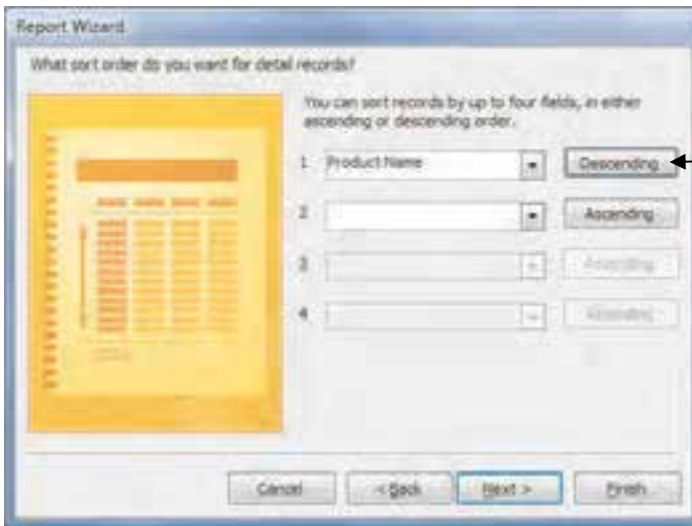 Report Wizard
What sort order do you want for detail records?
You can sort records by up to four fields, in either
ascending or descending order.
1 Product Name Descending
2 Ascending
3 Ascending
4 Ascending
Cancel < Back Next > Finish